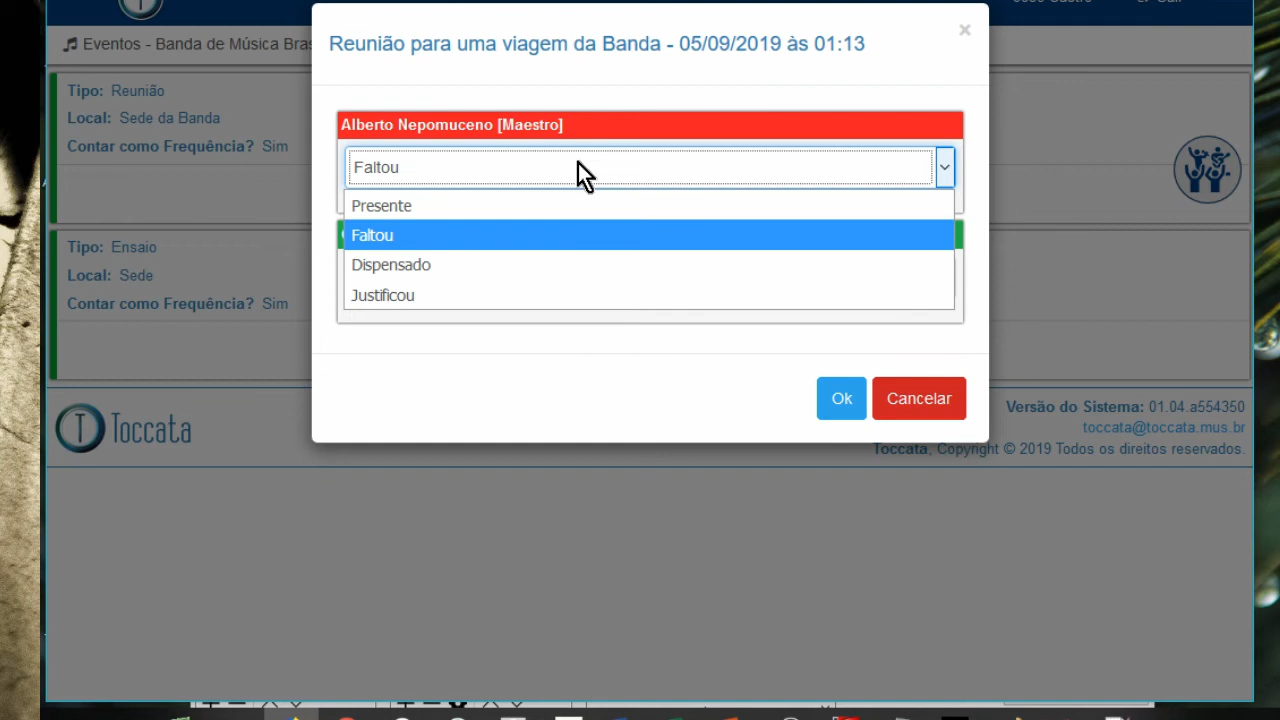 Reunião para uma viagem da Banda - 05/09/2019 às 01:13
×
Eventos - Banda de Música
Tipo: Reunião
Local: Sede da Banda
Contar como Frequência? Sim
Alberto Nepomuceno [Maestro]
Faltou
Presente
Faltou
Dispensado
Justificou
Tipo: Ensaio
Local: Sede
Contar como Frequência? Sim
Ok
Cancelar
T Toccata
Versão do Sistema: 01.04.a554350
toccata@toccata.mus.br
Toccata, Copyright © 2019 Todos os direitos reservados.